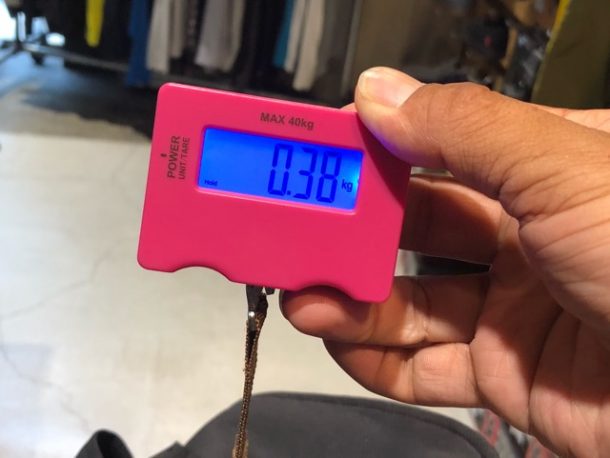 MAX 40kg
POWER
UNIT.TARE
0.38 kg
Hold